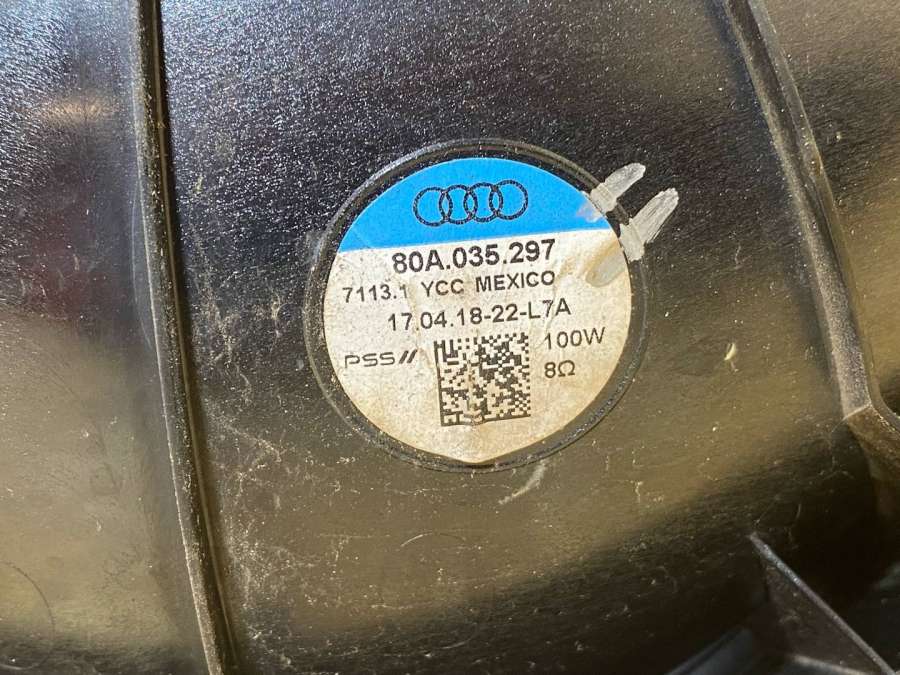 80A.035.297
7113.1 YCC MEXICO
17.04.18-22-L7A
PSS 100W
8Ω